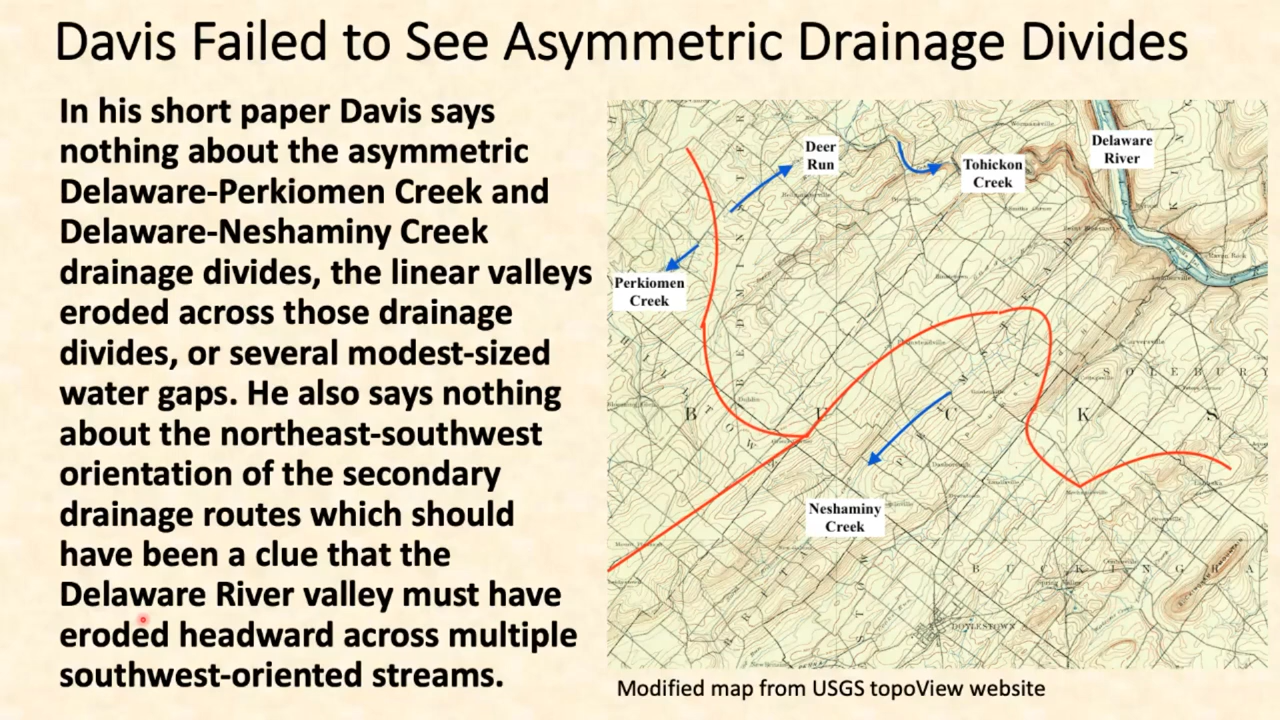 Davis Failed to See Asymmetric Drainage Divides
In his short paper Davis says
nothing about the asymmetric
Delaware-Perkiomen Creek and
Delaware-Neshaminy Creek
drainage divides, the linear valleys
eroded across those drainage
divides, or several modest-sized
water gaps. He also says nothing
about the northeast-southwest
orientation of the secondary
drainage routes which should
have been a clue that the
Delaware River valley must have
eroded headward across multiple
southwest-oriented streams.
Deer
Run
Tohickon
Creek
Delaware
River
Perkiomen
Creek
Neshaminy
Creek
B U C K S
SOLEBURY
BUCKINGHA
DOYLESTOWN
Dublin
Modified map from USGS topoView website